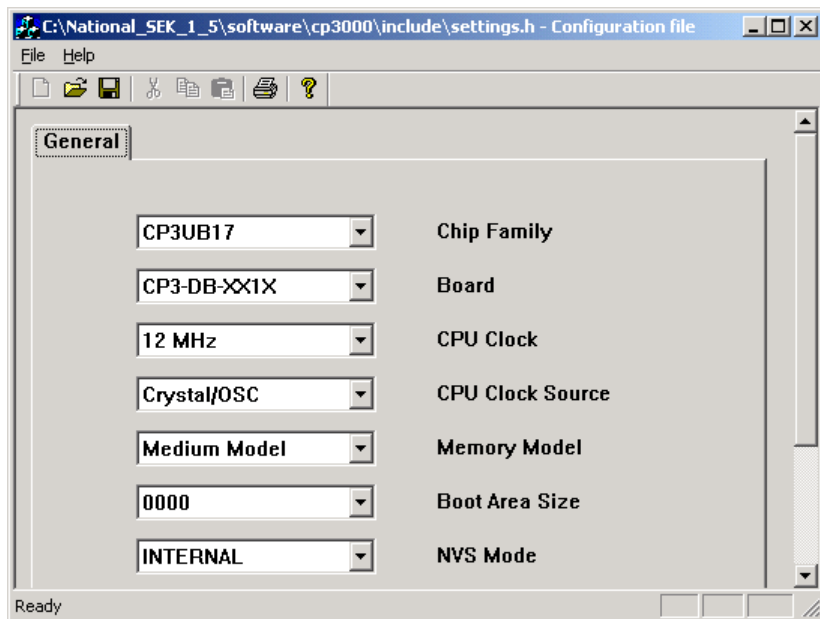 C:\National_SEK_1_5\software\cp3000\include\settings.h - Configuration file
File Help
General
CP3UB17 Chip Family
CP3-DB-XX1X Board
12 MHz CPU Clock
Crystal/OSC CPU Clock Source
Medium Model Memory Model
0000 Boot Area Size
INTERNAL NVS Mode
Ready